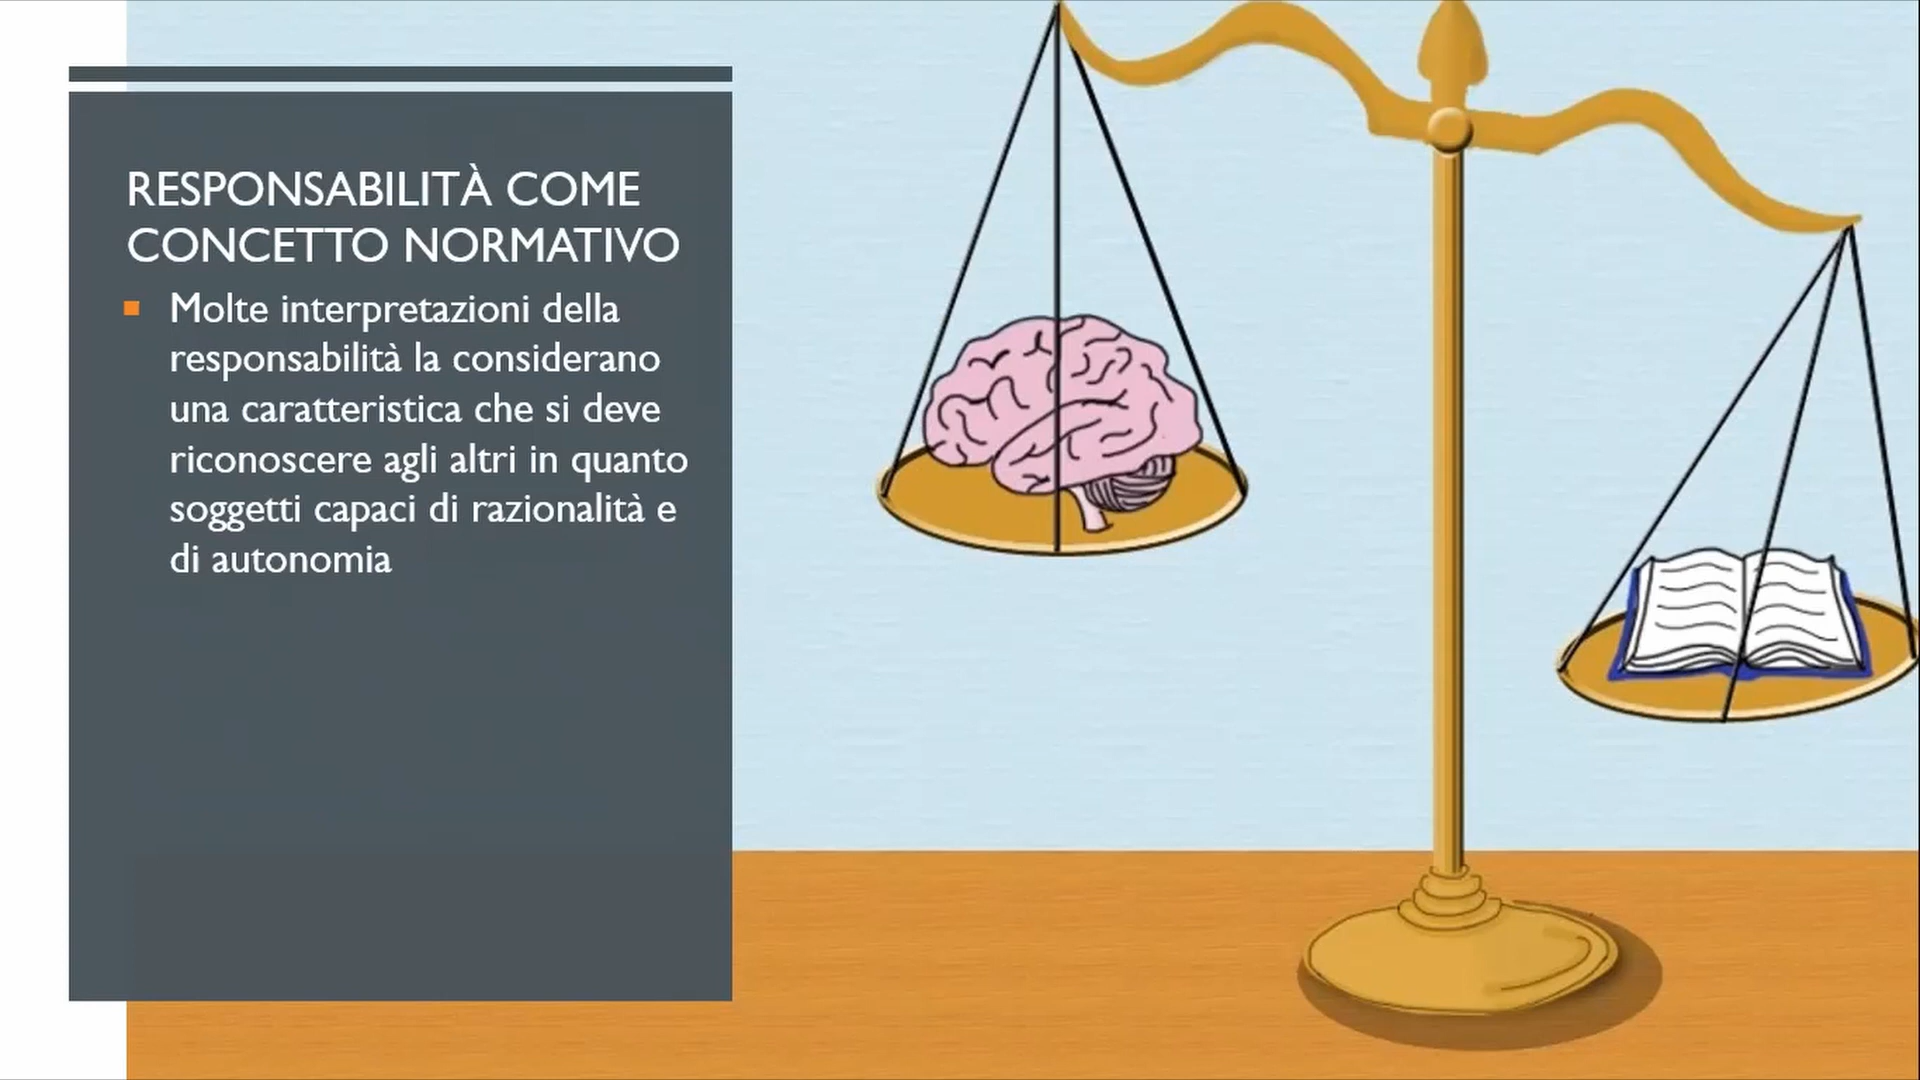 RESPONSABILITÀ COME
CONCETTO NORMATIVO
Molte interpretazioni della
responsabilità la considerano
una caratteristica che si deve
riconoscere agli altri in quanto
soggetti capaci di razionalità e
di autonomia